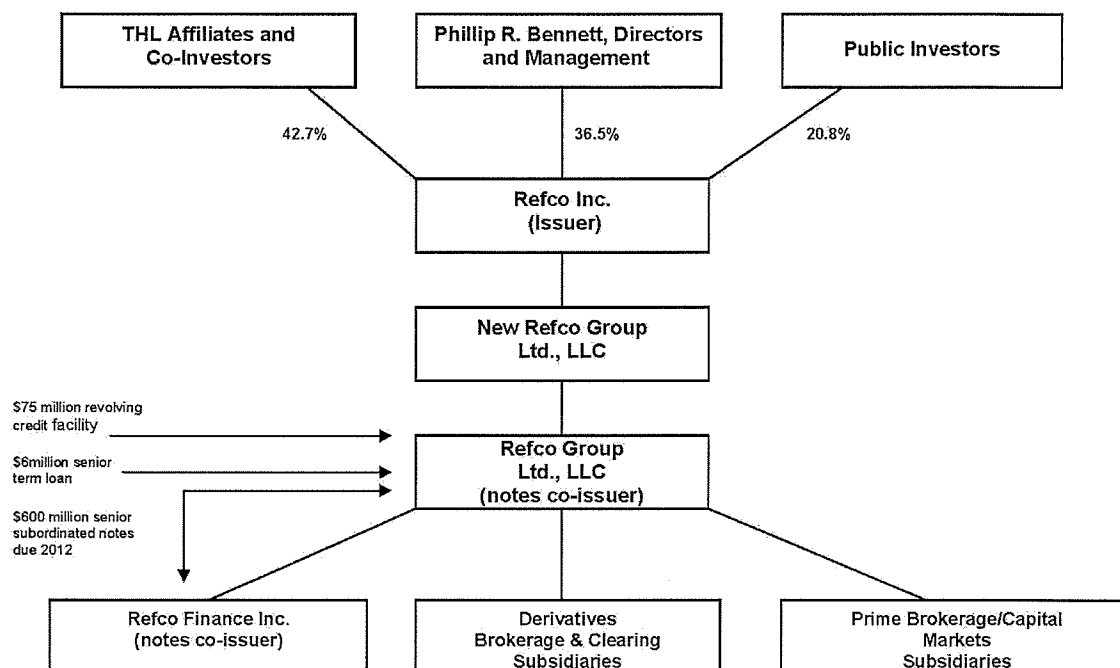 THL Affiliates and
Co-Investors
Phillip R. Bennett, Directors
and Management
Public Investors
42.7%
36.5%
20.8%
Refco Inc.
(Issuer)
New Refco Group
Ltd., LLC
$75 million revolving
credit facility
$6million senior
term loan
$600 million senior
subordinated notes
due 2012
Refco Group
Ltd., LLC
(notes co-issuer)
Refco Finance Inc.
(notes co-issuer)
Derivatives
Brokerage & Clearing
Subsidiaries
Prime Brokerage/Capital
Markets
Subsidiaries